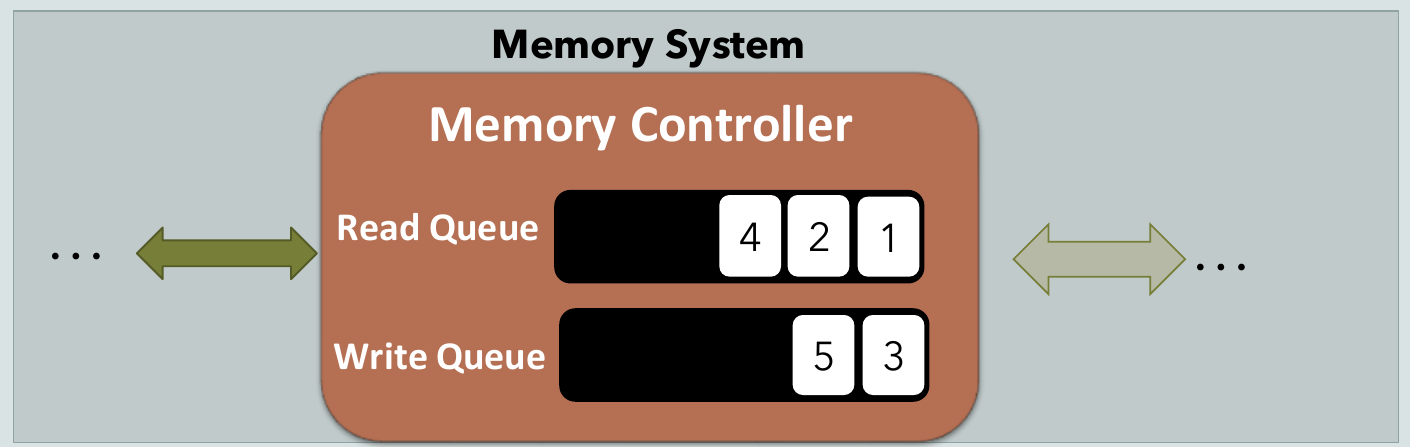 Memory System
Memory Controller
Read Queue 4 2 1
... ...
Write Queue 5 3